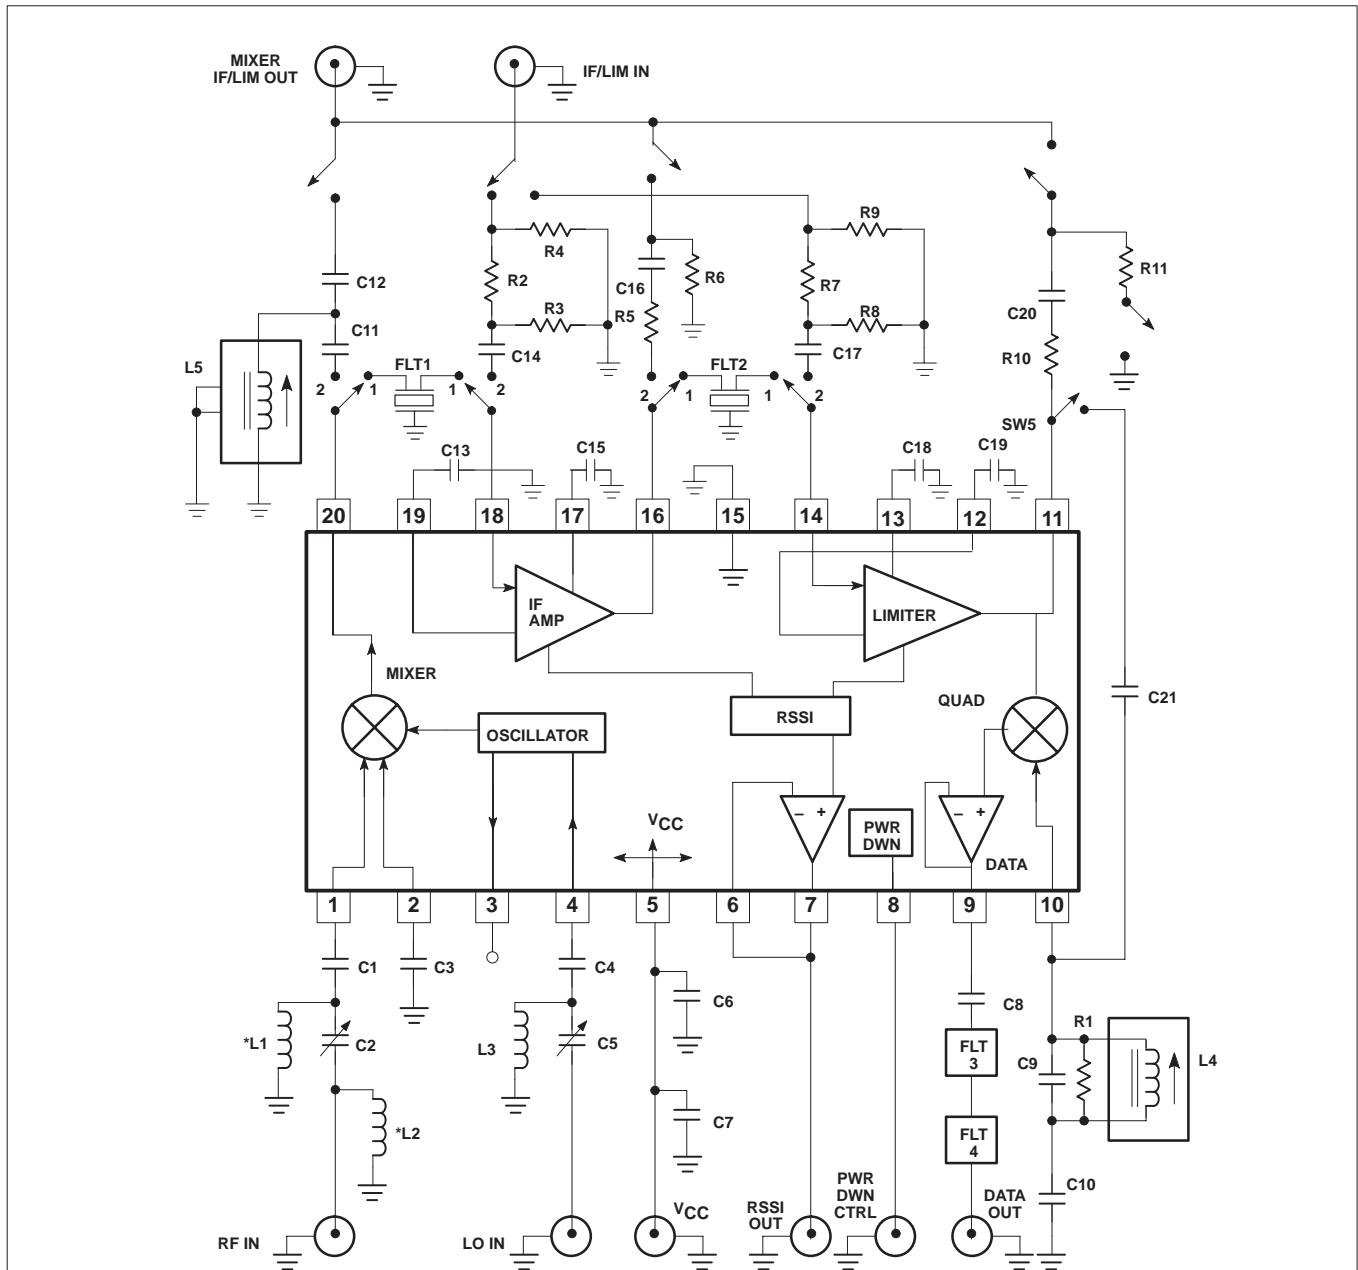 MIXER
IF/LIM OUT
IF/LIM IN
R9
R4
R11
C12
R2
C16
R6
R7
C20
R3
R5
R8
C11
C14
C17
R10
L5
FLT1
FLT2
2
1
1
2
2
1
1
2
SW5
C13
C15
C18
C19
20
19
18
17
16
15
14
13
12
11
IF
AMP
LIMITER
MIXER
RSSI
QUAD
C21
OSCILLATOR
VCC
– +
PWR
DWN
– +
DATA
1
2
3
4
5
6
7
8
9
10
C1
C3
C4
C6
C8
*L1
C2
L3
C5
R1
FLT
3
C9
L4
C7
*L2
FLT
4
C10
RF IN
LO IN
VCC
RSSI
OUT
PWR
DWN
CTRL
DATA
OUT